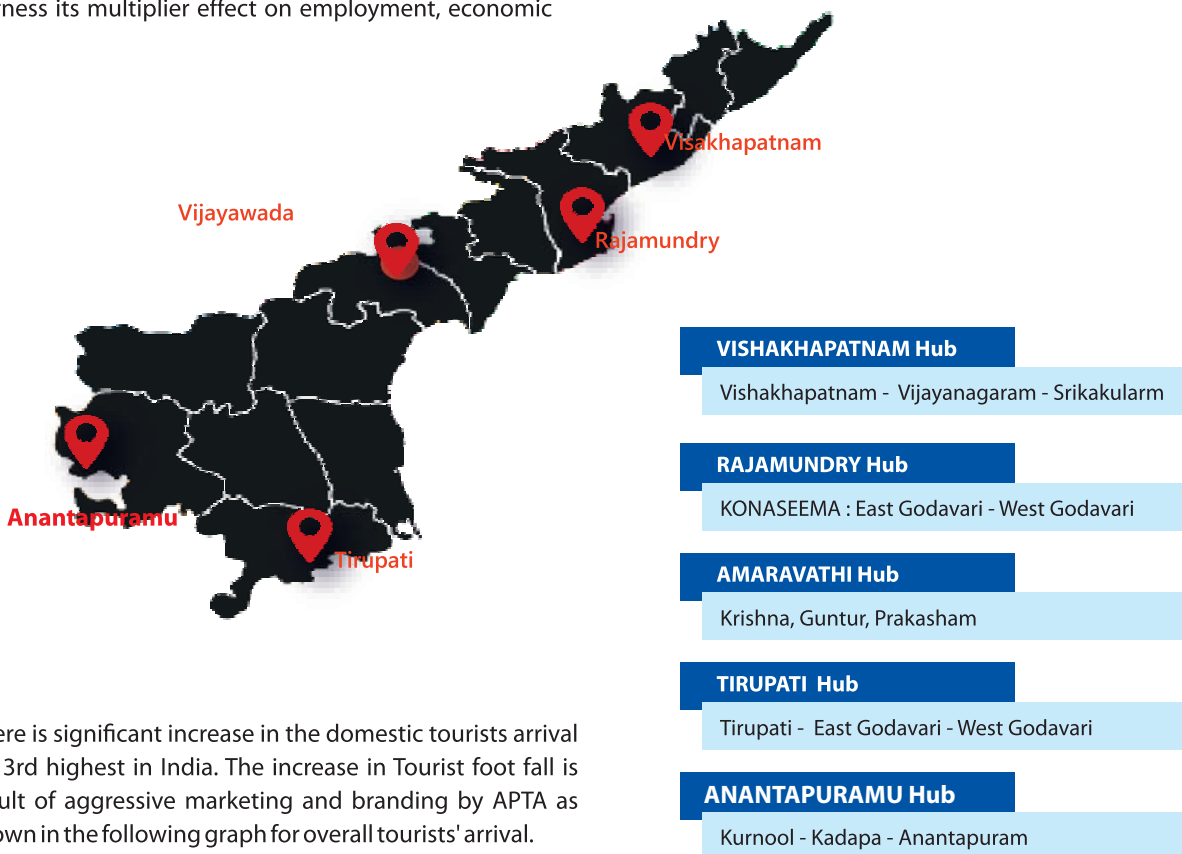 ness its multiplier effect on employment, economic
Visakhapatnam
Vijayawada
Rajamundry
Anantapuramu
Tirupati
VISHAKHAPATNAM Hub
Vishakhapatnam - Vijayanagaram - Srikakularm
RAJAMUNDRY Hub
KONASEEMA : East Godavari - West Godavari
AMARAVATHI Hub
Krishna, Guntur, Prakasham
TIRUPATI Hub
Tirupati - East Godavari - West Godavari
ANANTAPURAMU Hub
Kurnool - Kadapa - Anantapuram
ere is significant increase in the domestic tourists arrival
3rd highest in India. The increase in Tourist foot fall is
ult of aggressive marketing and branding by APTA as
own in the following graph for overall tourists' arrival.